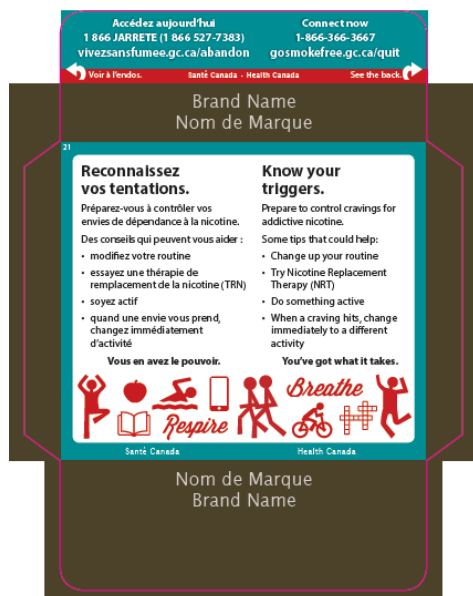 Accédez aujourd'hui
1 866 JARRETE (1 866 527-7383)
vivezsansfumee.gc.ca/abandon
Connect now
1-866-366-3667
gosmokefree.gc.ca/quit
Voir à l'endos.
Santé Canada - Health Canada
See the back.
Brand Name
Nom de Marque
21
Reconnaissez
vos tentations.
Préparez-vous à contrôler vos
envies de dépendance à la nicotine.
Des conseils qui peuvent vous aider :
• modifiez votre routine
• essayez une thérapie de
remplacement de la nicotine (TRN)
• soyez actif
• quand une envie vous prend,
changez immédiatement
d'activité
Vous en avez le pouvoir.
Know your
triggers.
Prepare to control cravings for
addictive nicotine.
Some tips that could help:
• Change up your routine
• Try Nicotine Replacement
Therapy (NRT)
• Do something active
• When a craving hits, change
immediately to a different
activity
You've got what it takes.
Breathe
Respire
Santé Canada
Health Canada
Nom de Marque
Brand Name